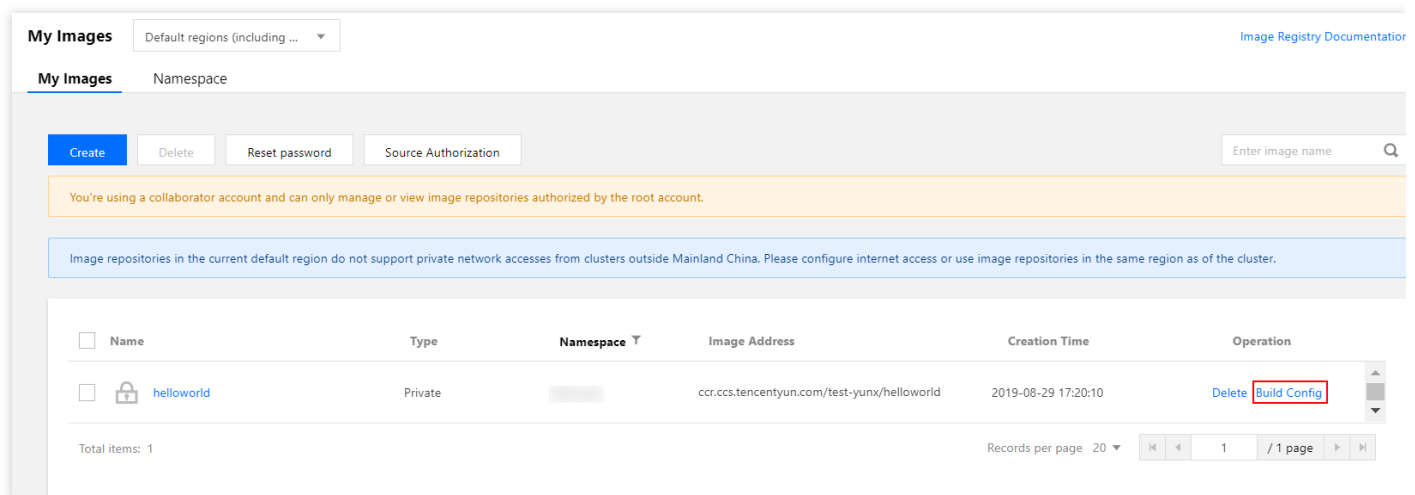 My Images Default regions (including ... Image Registry Documentation
My Images Namespace
Create Delete Reset password Source Authorization Enter image name
You're using a collaborator account and can only manage or view image repositories authorized by the root account.
Image repositories in the current default region do not support private network accesses from clusters outside Mainland China. Please configure internet access or use image repositories in the same region as of the cluster.
Name Type Namespace Image Address Creation Time Operation
helloworld Private ccr.ccs.tencentyun.com/test-yunx/helloworld 2019-08-29 17:20:10 Delete Build Config
Total items: 1 Records per page 20 1 / 1 page